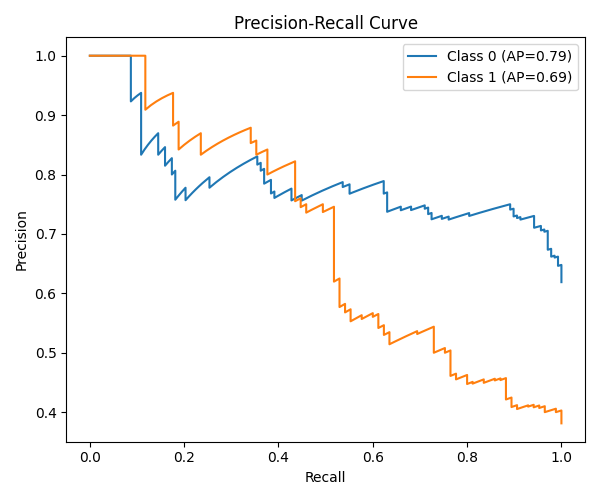 Precision-Recall Curve
Class 0 (AP=0.79)
Class 1 (AP=0.69)
Precision
1.0
0.9
0.8
0.7
0.6
0.5
0.4
0.0 0.2 0.4 0.6 0.8 1.0
Recall